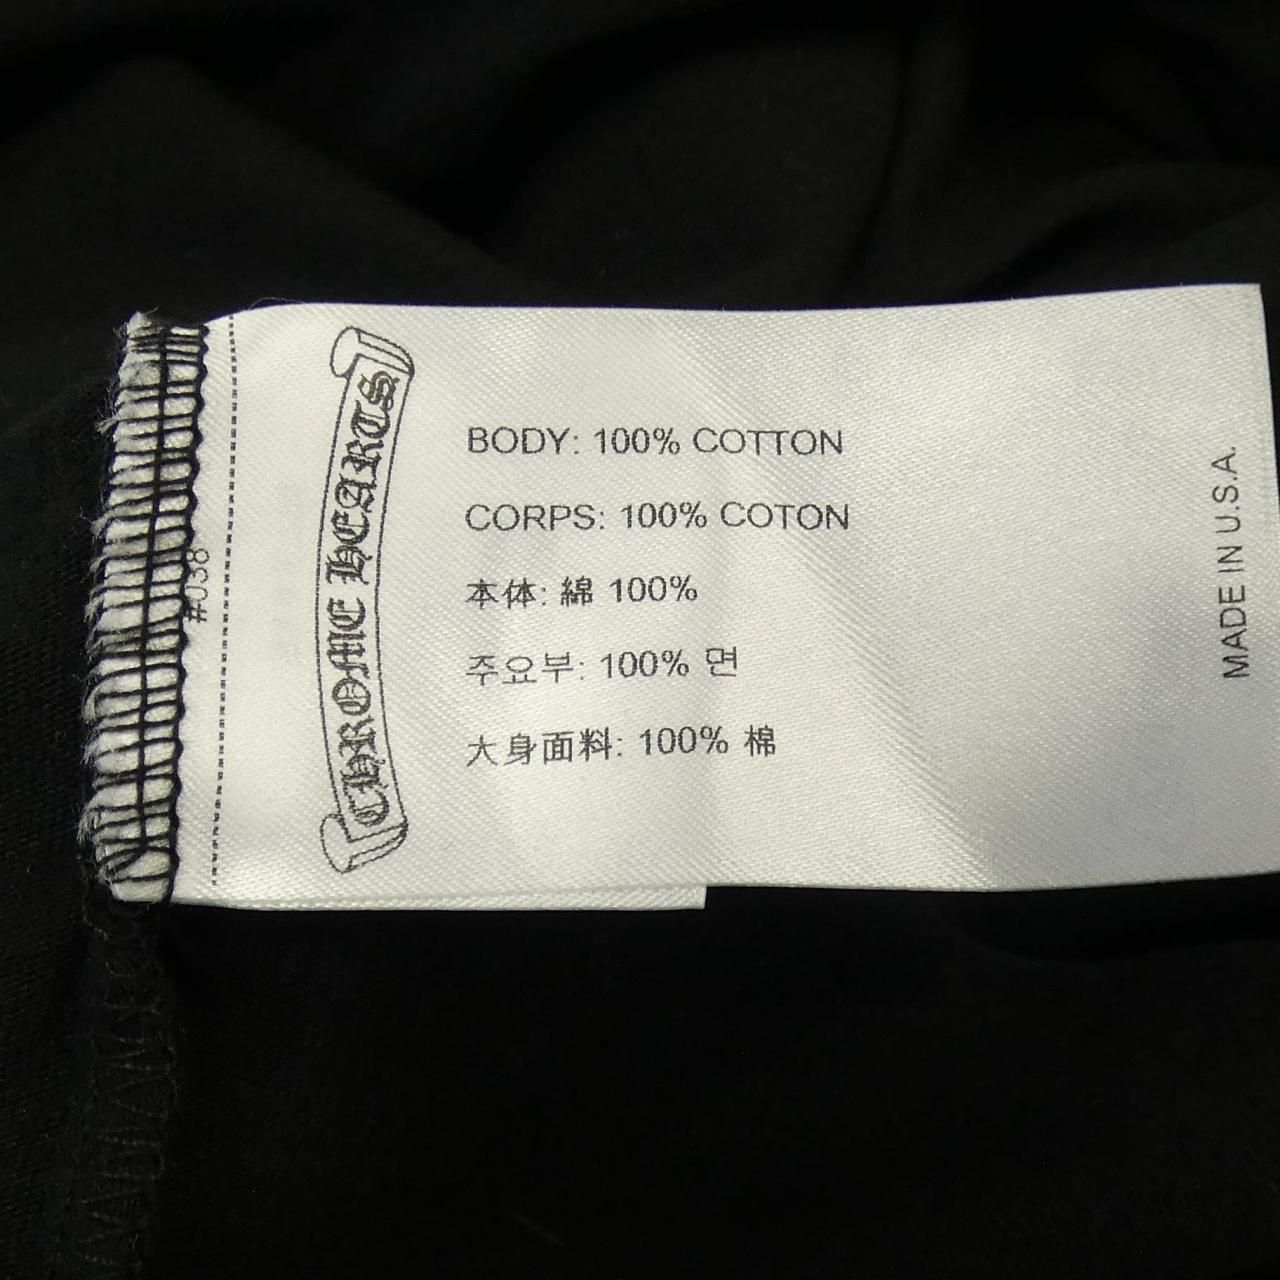 #038
CHROME HEARTS
BODY: 100% COTTON
CORPS: 100% COTON
本体: 綿 100%
주요부: 100% 면
大身面料: 100% 棉
MADE IN U.S.A.